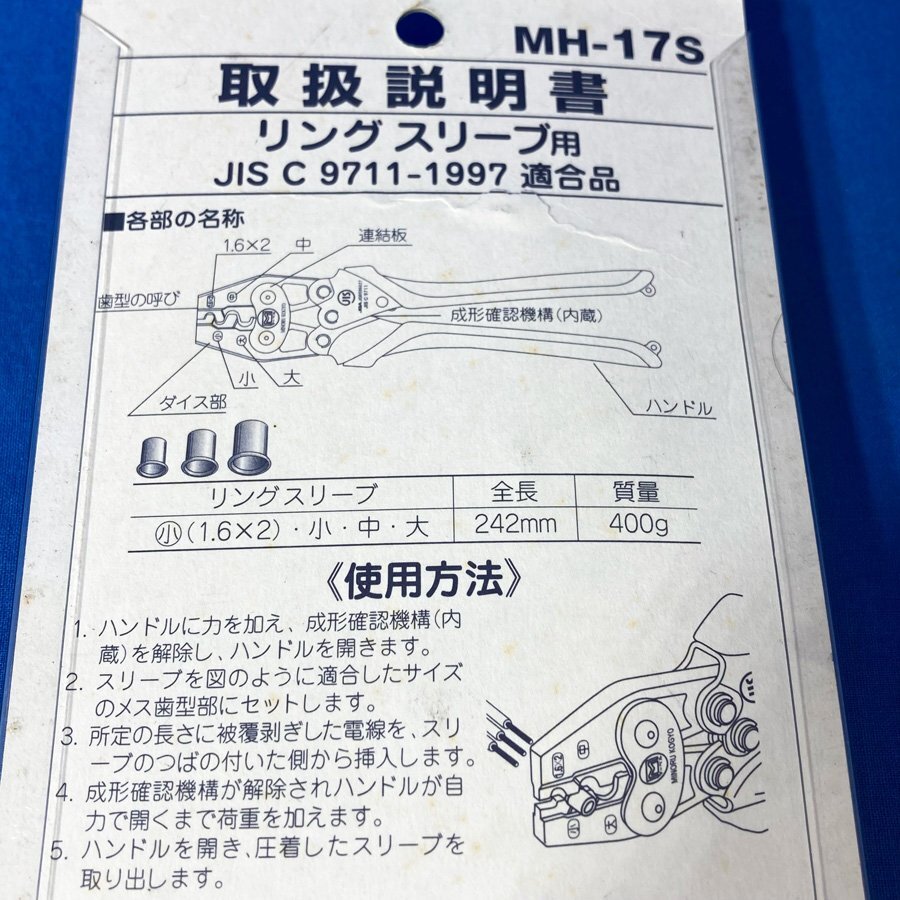 MH-17S
取扱説明書
リングスリーブ用
JIS C 9711-1997 適合品
■各部の名称
1.6×2 中 連結板
歯型の呼び
成形確認機構(内蔵)
小 大
ダイス部
ハンドル
リングスリーブ 全長 質量
㊙(1.6×2)・小・中・大 242mm 400g
《使用方法》
1. ハンドルに力を加え、成形確認機構(内
蔵)を解除し、ハンドルを開きます。
2. スリーブを図のように適合したサイズ
のメス歯型部にセットします。
3. 所定の長さに被覆剥ぎした電線を、スリ
ーブのつばの付いた側から挿入します。
4. 成形確認機構が解除されハンドルが自
力で開くまで荷重を加えます。
5. ハンドルを開き、圧着したスリーブを
取り出します。
1.6×2 中
小 大
MINORU KOGYO